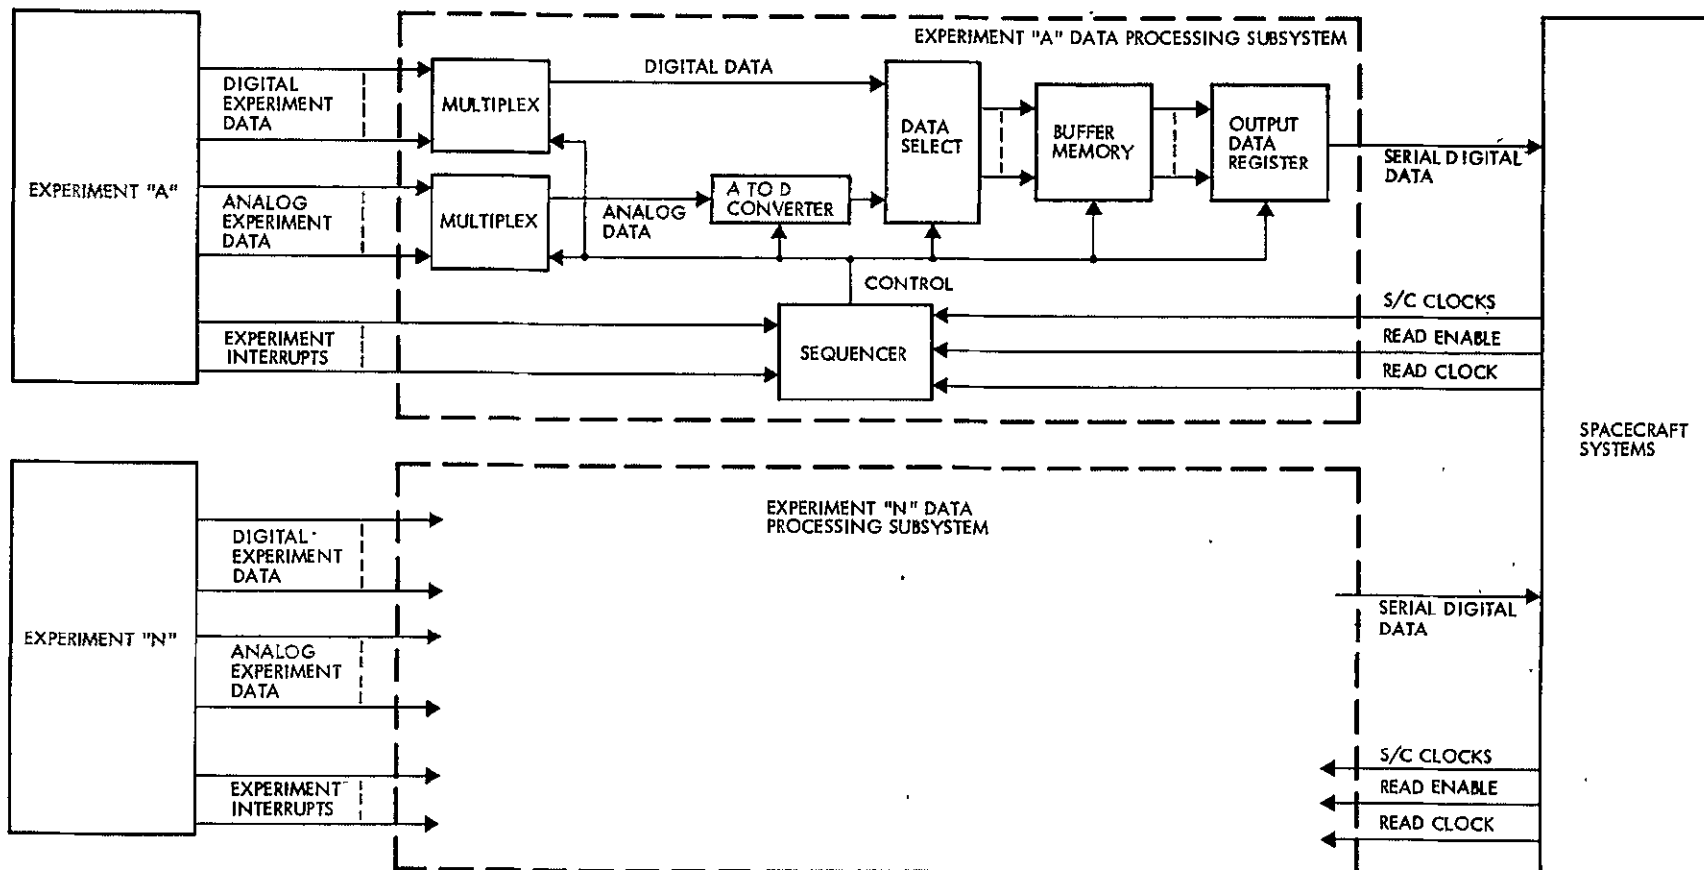 EXPERIMENT "A" DATA PROCESSING SUBSYSTEM
DIGITAL DATA
DIGITAL
EXPERIMENT
DATA
MULTIPLEX
DATA
SELECT
BUFFER
MEMORY
OUTPUT
DATA
REGISTER
SERIAL DIGITAL
DATA
EXPERIMENT "A"
ANALOG
EXPERIMENT
DATA
MULTIPLEX
ANALOG
DATA
A TO D
CONVERTER
CONTROL
EXPERIMENT
INTERRUPTS
SEQUENCER
S/C CLOCKS
READ ENABLE
READ CLOCK
SPACECRAFT
SYSTEMS
EXPERIMENT "N" DATA
PROCESSING SUBSYSTEM
DIGITAL
EXPERIMENT
DATA
EXPERIMENT "N"
ANALOG
EXPERIMENT
DATA
SERIAL DIGITAL
DATA
EXPERIMENT
INTERRUPTS
S/C CLOCKS
READ ENABLE
READ CLOCK